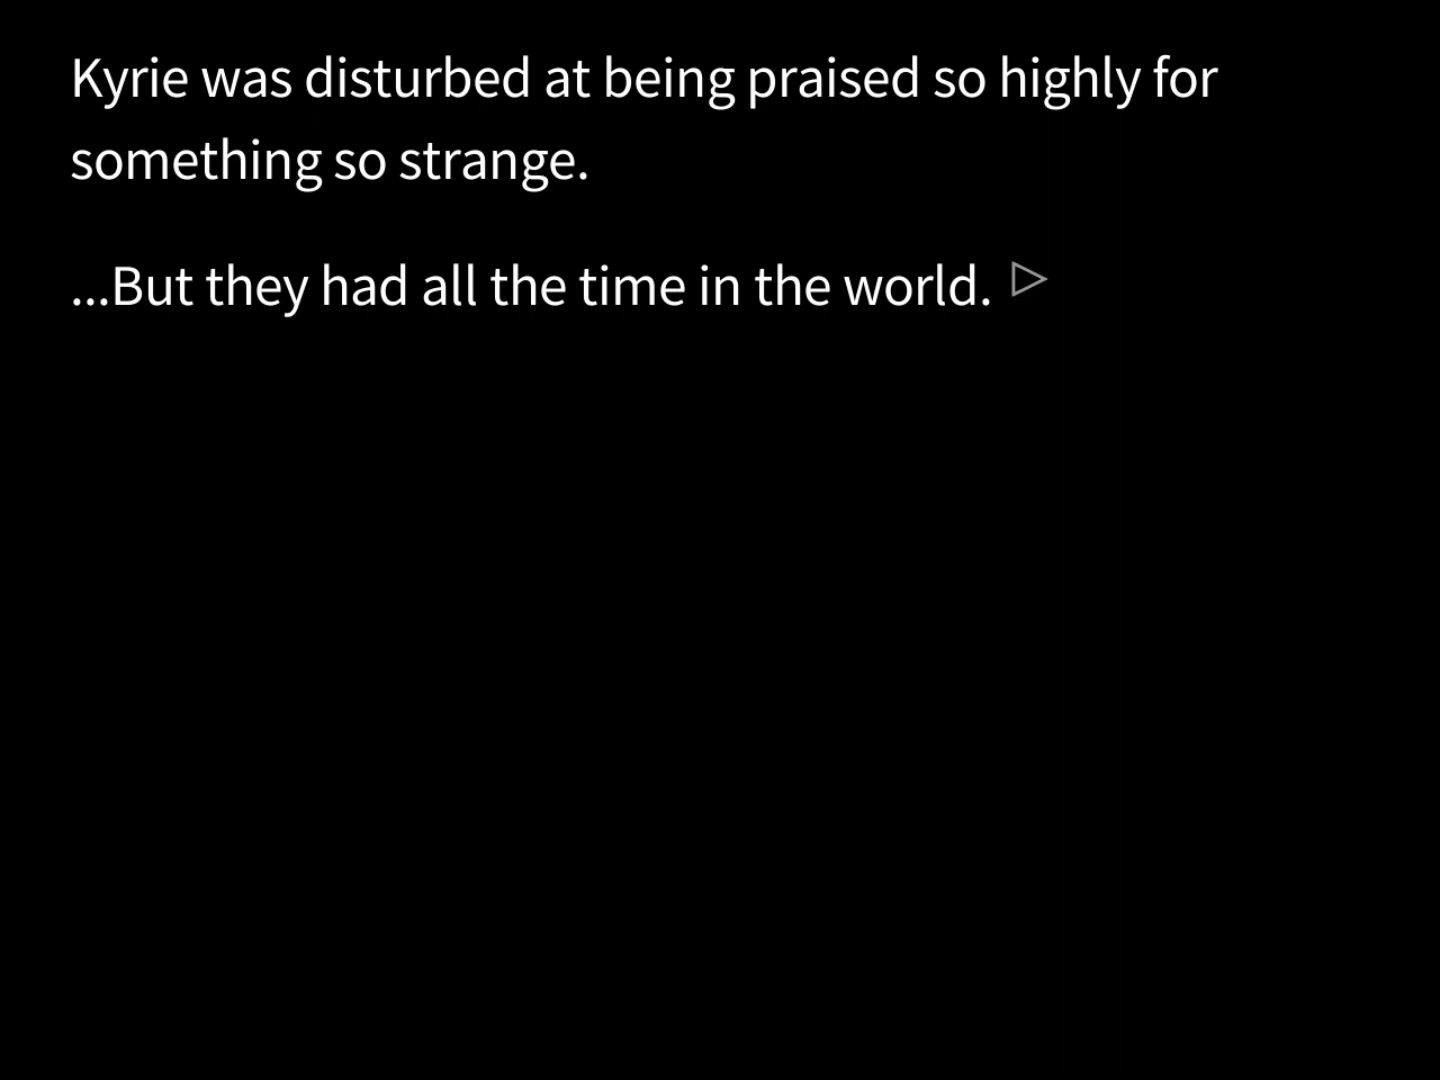 Kyrie was disturbed at being praised so highly for
something so strange.
...But they had all the time in the world.